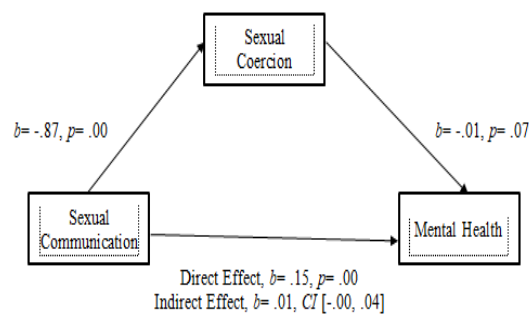 Sexual
Coercion
b= -.87, p= .00
b= -.01, p= .07
Sexual
Communication
Mental Health
Direct Effect, b= .15, p= .00
Indirect Effect, b= .01, CI [-.00, .04]